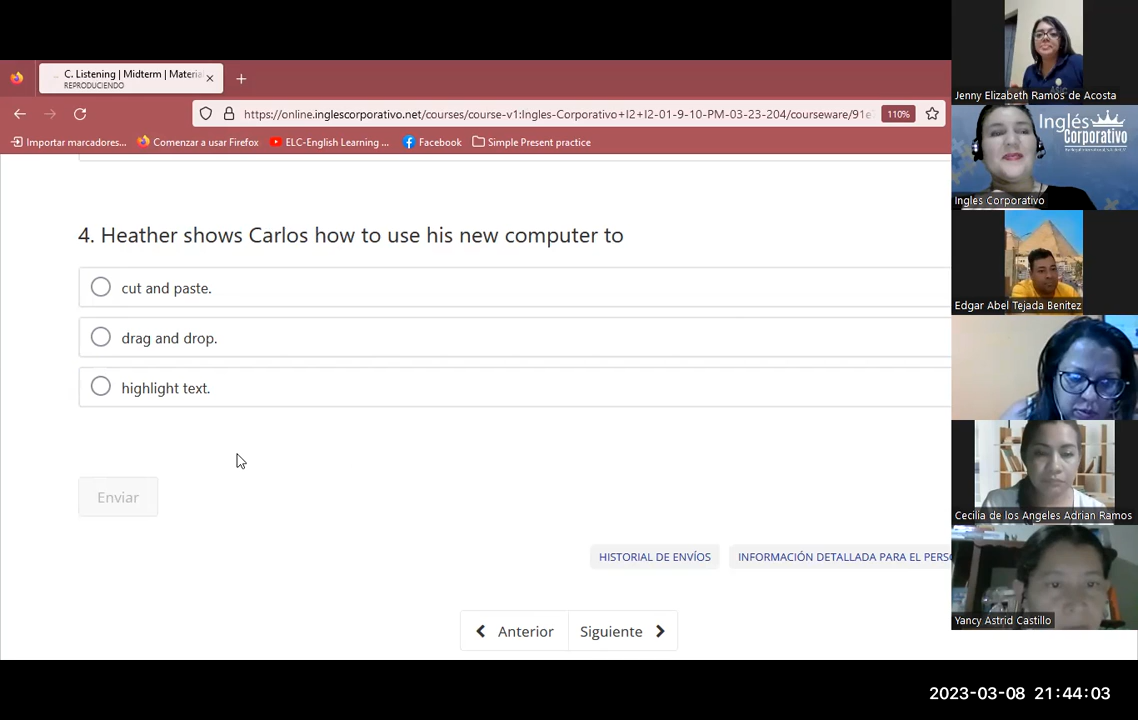 C. Listening | Midterm | Materia
REPRODUCIENDO
https://online.inglescorporativo.net/courses/course-v1:Ingles-Corporativo+I2+I2-01-9-10-PM-03-23-204/courseware/91e
110%
Importar marcadores...
Comenzar a usar Firefox
ELC-English Learning ...
Facebook
Simple Present practice
4. Heather shows Carlos how to use his new computer to
cut and paste.
drag and drop.
highlight text.
Enviar
HISTORIAL DE ENVÍOS
INFORMACIÓN DETALLADA PARA EL PERSO
Anterior
Siguiente
Jenny Elizabeth Ramos de Acosta
Inglés
Corporativo
Ingles Corporativo
Edgar Abel Tejada Benitez
Cecilia de los Angeles Adrian Ramos
Yancy Astrid Castillo
2023-03-08 21:44:03